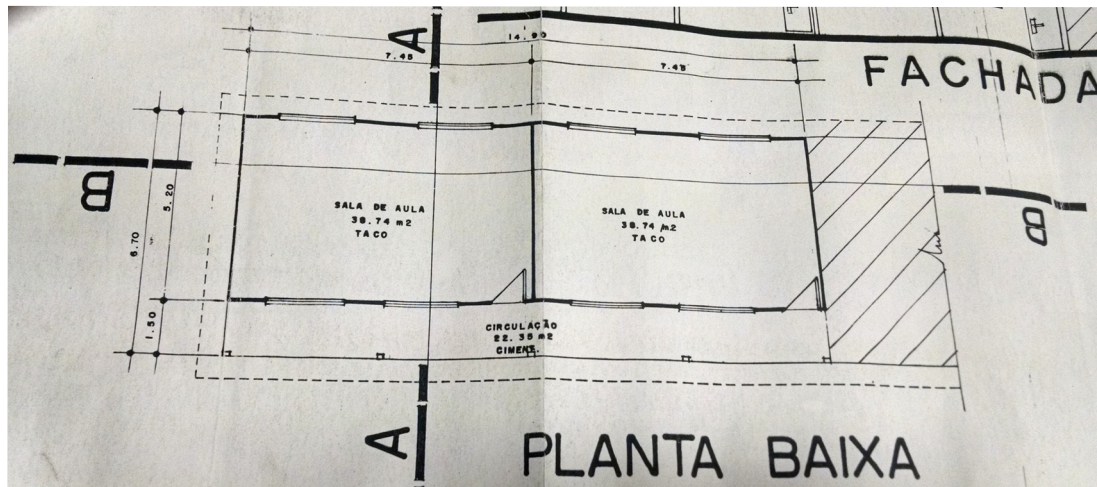 A
14.90
7.45
7.45
FACHADA
B
5.20
6.70
1.50
SALA DE AULA
38.74 m2
TACO
SALA DE AULA
38.74 m2
TACO
B
CIRCULAÇÃO
22.35 m2
CIMENT.
A
PLANTA BAIXA